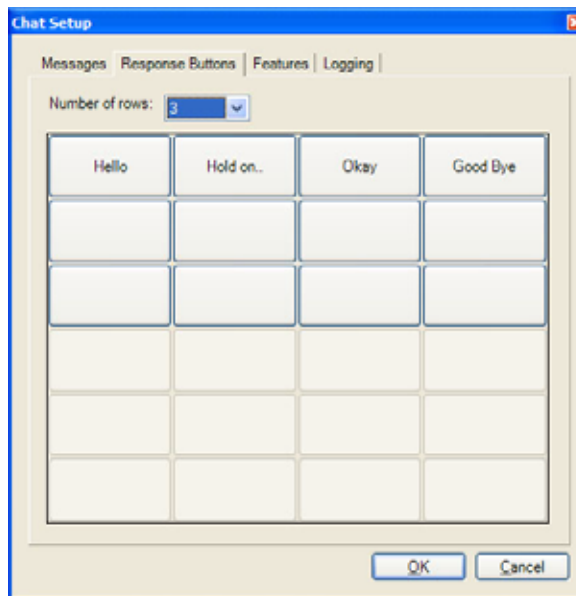 Chat Setup
Messages Response Buttons Features Logging
Number of rows: 3
Hello Hold on.. Okay Good Bye
OK Cancel